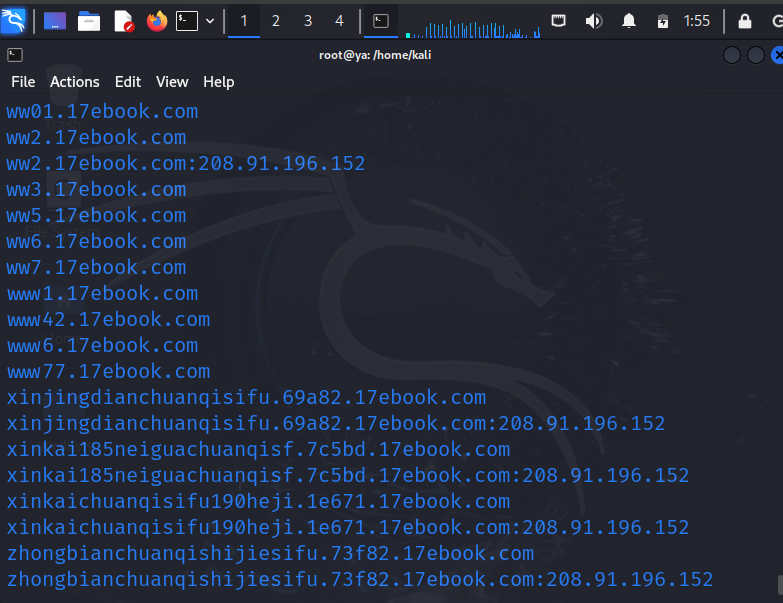 1 2 3 4 1:55
root@ya: /home/kali
File Actions Edit View Help
ww01.17ebook.com
ww2.17ebook.com
ww2.17ebook.com:208.91.196.152
ww3.17ebook.com
ww5.17ebook.com
ww6.17ebook.com
ww7.17ebook.com
www1.17ebook.com
www42.17ebook.com
www6.17ebook.com
www77.17ebook.com
xinjingdianchuanqisifu.69a82.17ebook.com
xinjingdianchuanqisifu.69a82.17ebook.com:208.91.196.152
xinkai185neiguachuanqisf.7c5bd.17ebook.com
xinkai185neiguachuanqisf.7c5bd.17ebook.com:208.91.196.152
xinkaichuanqisifu190heji.1e671.17ebook.com
xinkaichuanqisifu190heji.1e671.17ebook.com:208.91.196.152
zhongbianchuanqishijiesifu.73f82.17ebook.com
zhongbianchuanqishijiesifu.73f82.17ebook.com:208.91.196.152